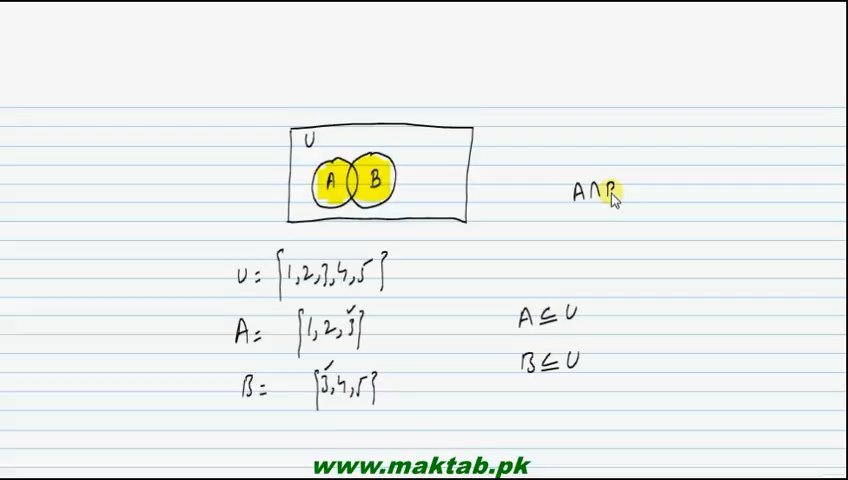 U
A B
A∩B
U = {1,2,3,4,5}
A = {1,2,3}
B = {3,4,5}
A ⊆ U
B ⊆ U
www.maktab.pk